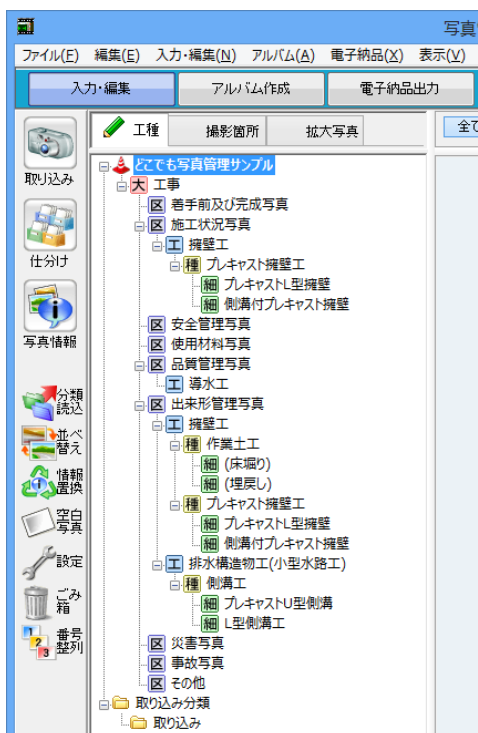 写真
ファイル(F) 編集(E) 入力・編集(N) アルバム(A) 電子納品(X) 表示(V)
入力・編集 アルバム作成 電子納品出力
工種 撮影箇所 拡大写真 全て
取り込み
仕分け
写真情報
分類
読込
並べ
替え
情報
置換
空白
写真
設定
ごみ
箱
1 2 3 番号
整列
どこでも写真管理サンプル
大 工事
区 着手前及び完成写真
区 施工状況写真
工 擁壁工
種 プレキャスト擁壁工
細 プレキャストL型擁壁
細 側溝付プレキャスト擁壁
区 安全管理写真
区 使用材料写真
区 品質管理写真
工 導水工
区 出来形管理写真
工 擁壁工
種 作業土工
細 (床堀り)
細 (埋戻し)
種 プレキャスト擁壁工
細 プレキャストL型擁壁
細 側溝付プレキャスト擁壁
工 排水構造物工(小型水路工)
種 側溝工
細 プレキャストU型側溝
細 L型側溝工
区 災害写真
区 事故写真
区 その他
取り込み分類
取り込み